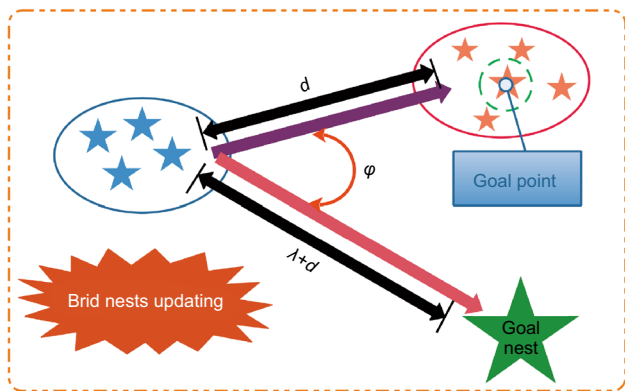 d
φ
Goal point
d+γ
Brid nests updating
Goal
nest